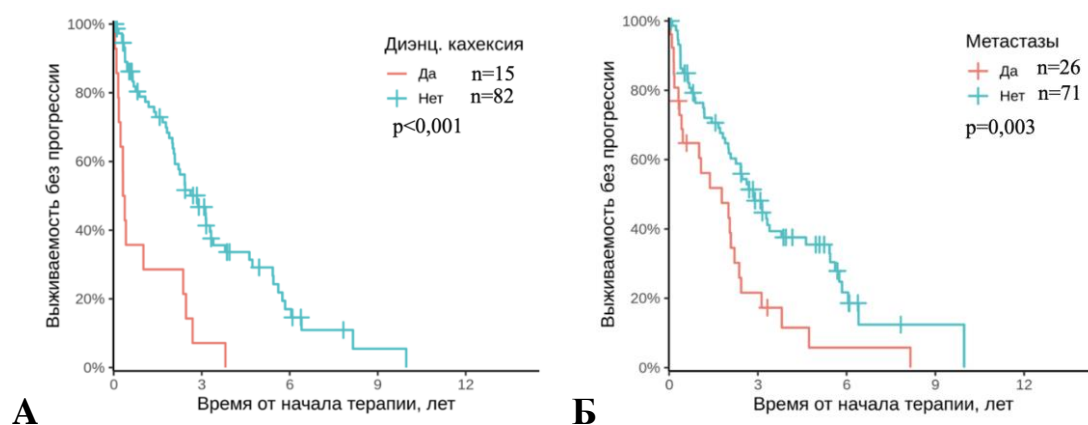 Диэнц. кахексия
Да n=15
Нет n=82
p<0,001
Выживаемость без прогрессии
100%
80%
60%
40%
20%
0%
0
3
6
9
12
Время от начала терапии, лет
А
Метастазы
Да n=26
Нет n=71
p=0,003
Выживаемость без прогрессии
100%
80%
60%
40%
20%
0%
0
3
6
9
12
Время от начала терапии, лет
Б